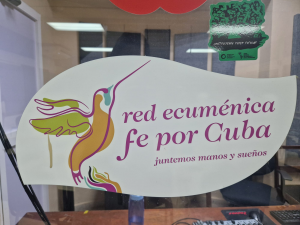 red ecuménica
fe por Cuba
juntemos manos y sueños